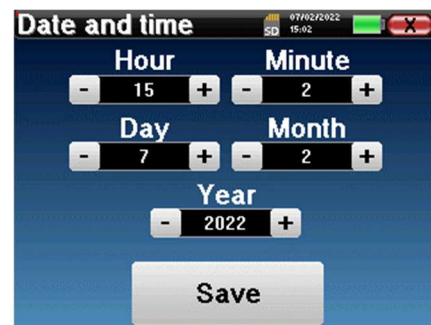 Date and time SD 07/02/2022 15:02 X
Hour Minute
- 15 + - 2 +
Day Month
- 7 + - 2 +
Year
- 2022 +
Save